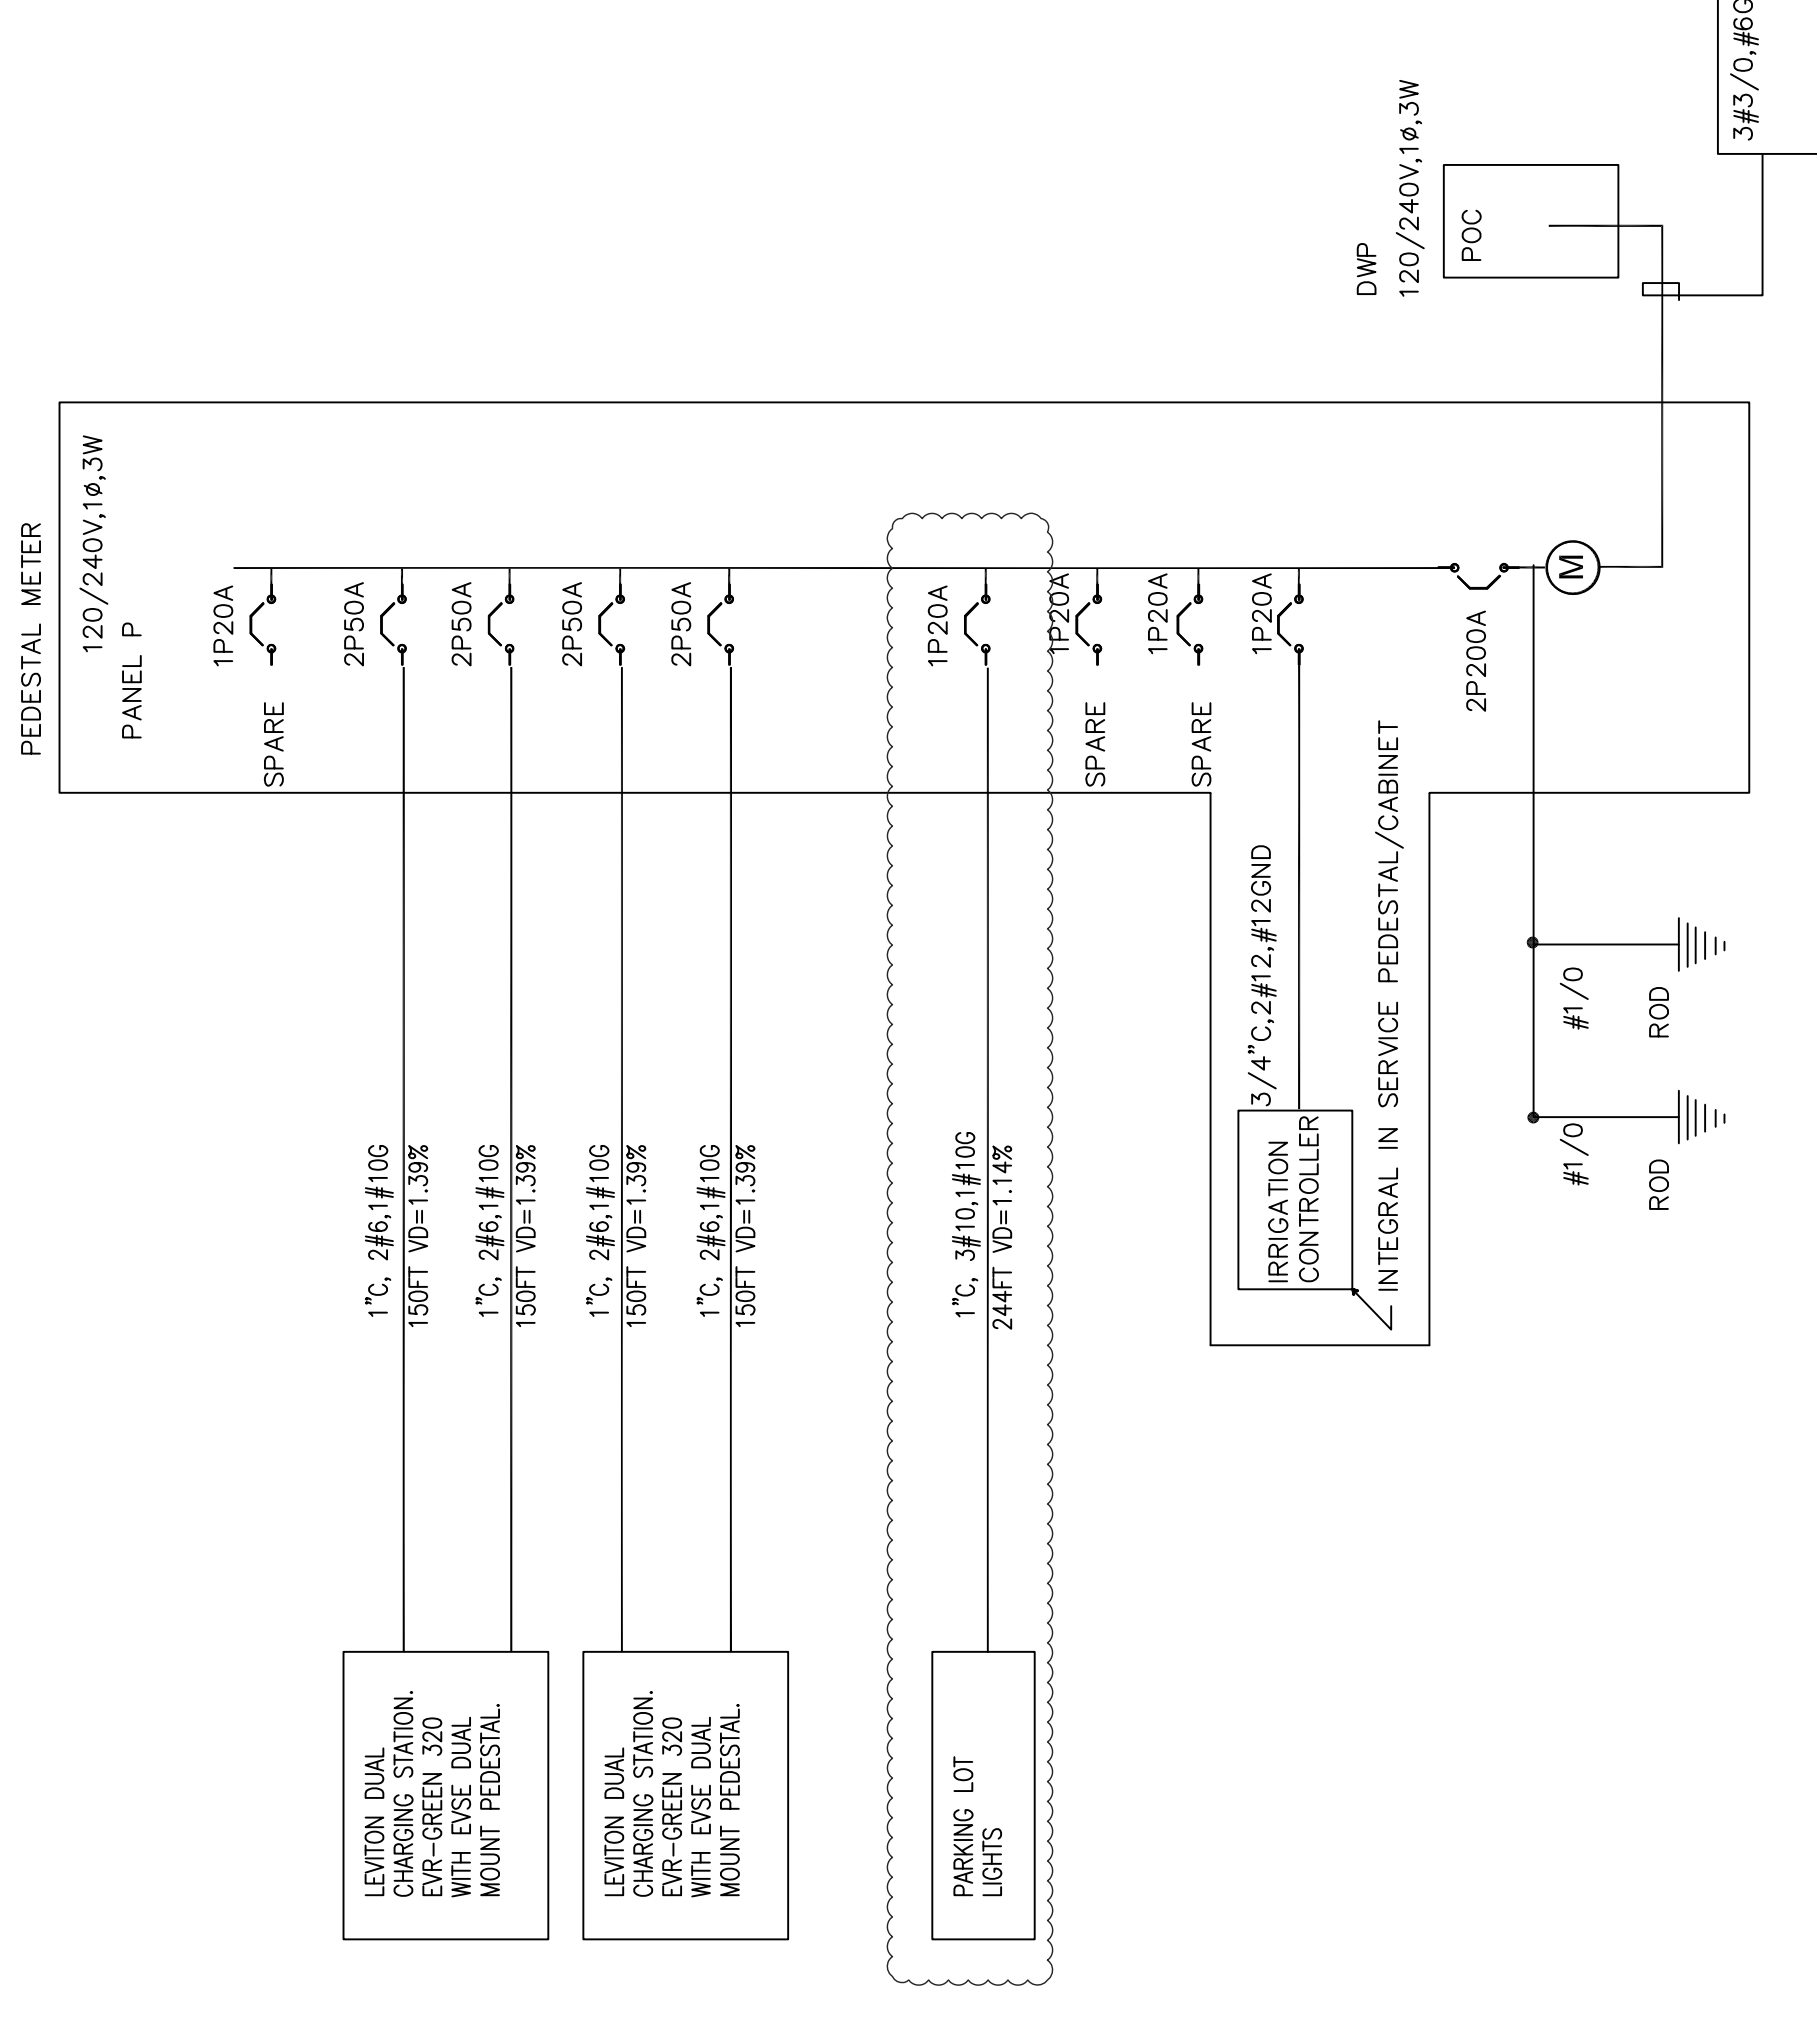 PEDESTAL METER
120/240V,1ø,3W
PANEL P
1P20A
SPARE
2P50A
1"C, 2#6,1#10G
150FT VD=1.39%
2P50A
1"C, 2#6,1#10G
150FT VD=1.39%
LEVITON DUAL
CHARGING STATION.
EVR-GREEN 320
WITH EVSE DUAL
MOUNT PEDESTAL.
2P50A
1"C, 2#6,1#10G
150FT VD=1.39%
2P50A
1"C, 2#6,1#10G
150FT VD=1.39%
LEVITON DUAL
CHARGING STATION.
EVR-GREEN 320
WITH EVSE DUAL
MOUNT PEDESTAL.
1P20A
1"C, 3#10,1#10G
244FT VD=1.14%
PARKING LOT
LIGHTS
1P20A
SPARE
1P20A
SPARE
1P20A
3/4"C,2#12,#12GND
IRRIGATION
CONTROLLER
INTEGRAL IN SERVICE PEDESTAL/CABINET
2P200A
M
#1/0
ROD
#1/0
ROD
DWP
120/240V,1ø,3W
POC
3#3/0,#6G